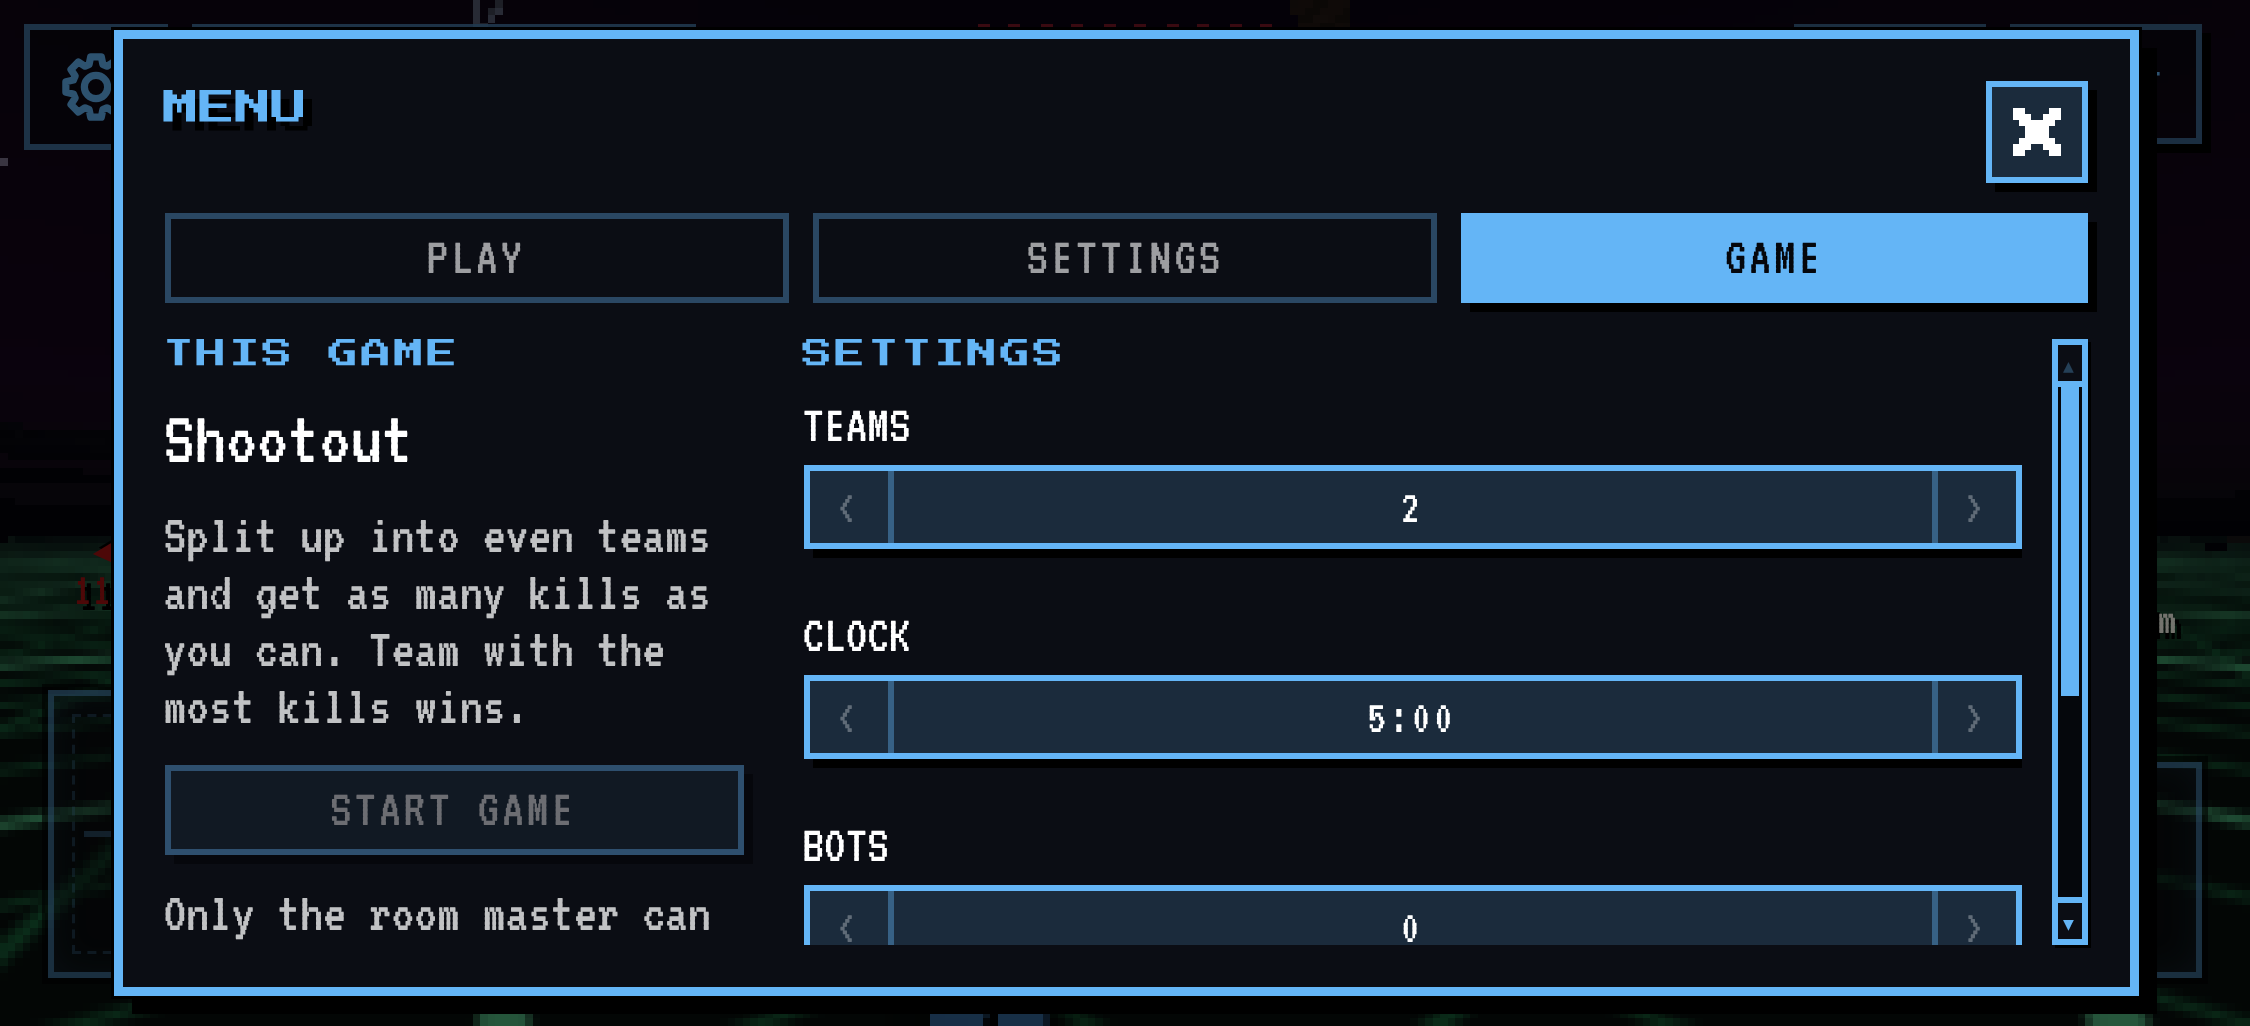 MENU
PLAY
SETTINGS
GAME
THIS GAME
Shootout
Split up into even teams
and get as many kills as
you can. Team with the
most kills wins.
START GAME
Only the room master can
SETTINGS
TEAMS
2
CLOCK
5:00
BOTS
0
11
m